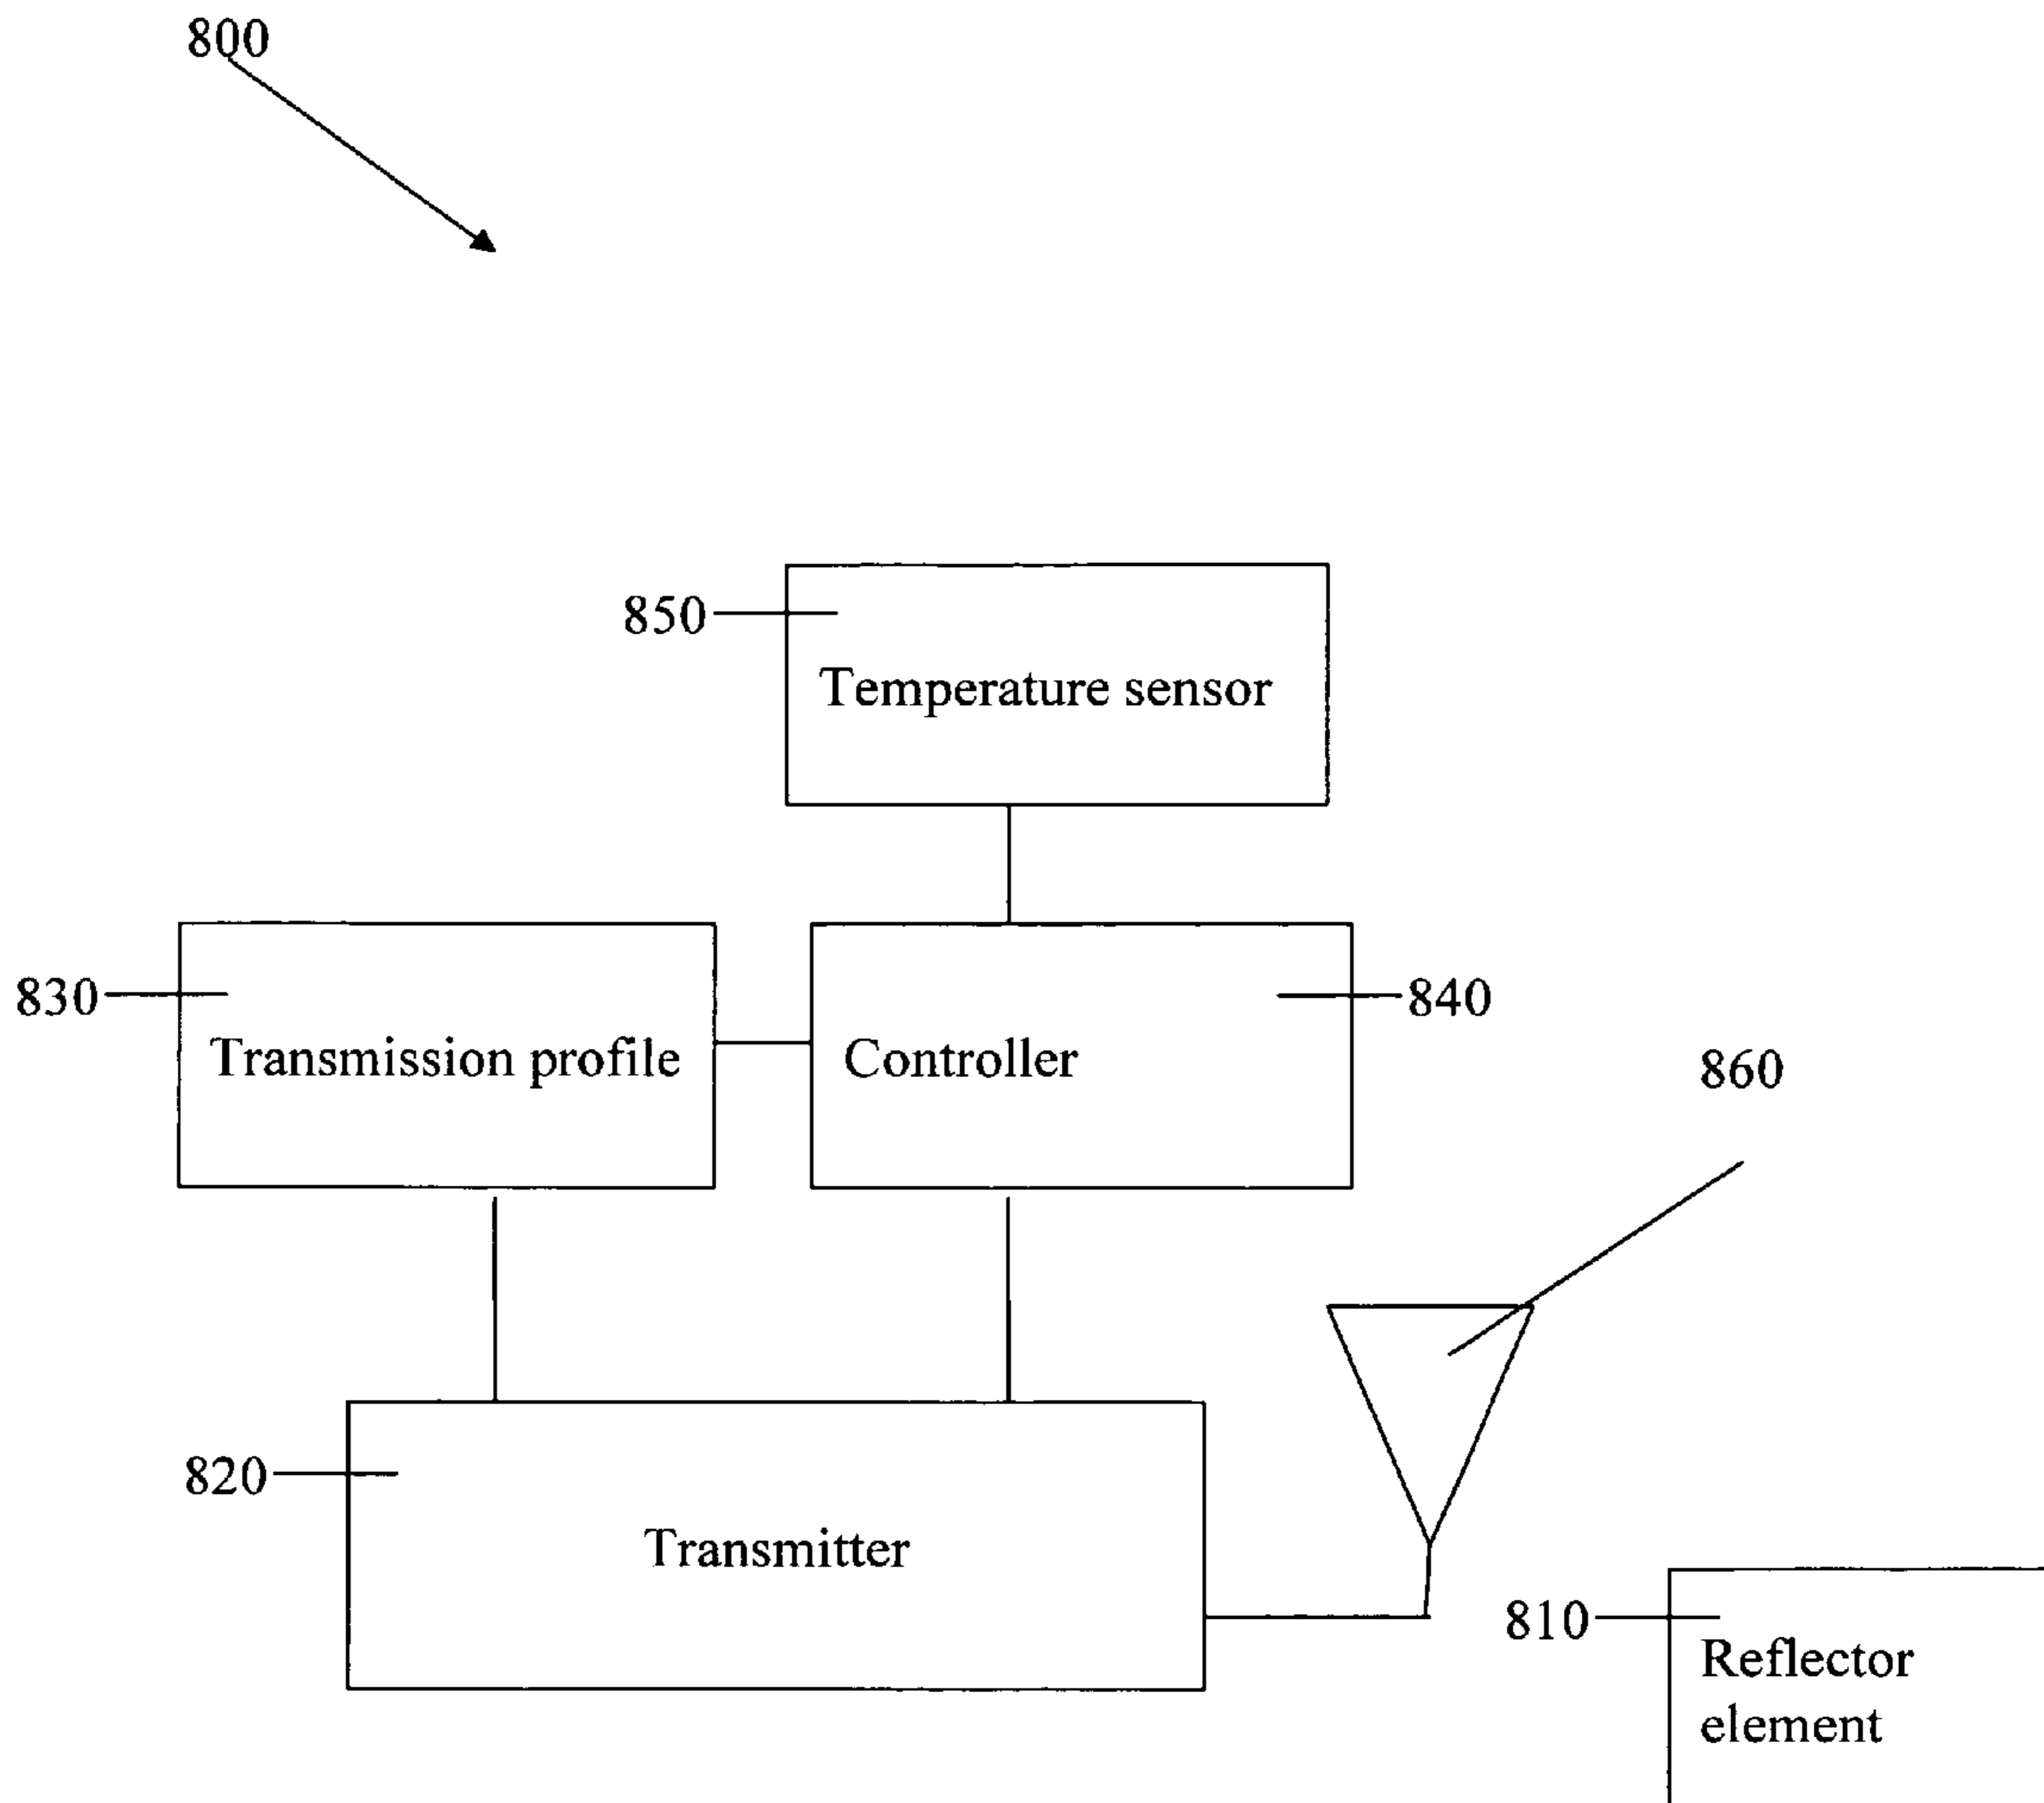 800
850
Temperature sensor
830
840
Transmission profile
Controller
860
820
Transmitter
810
Reflector
element